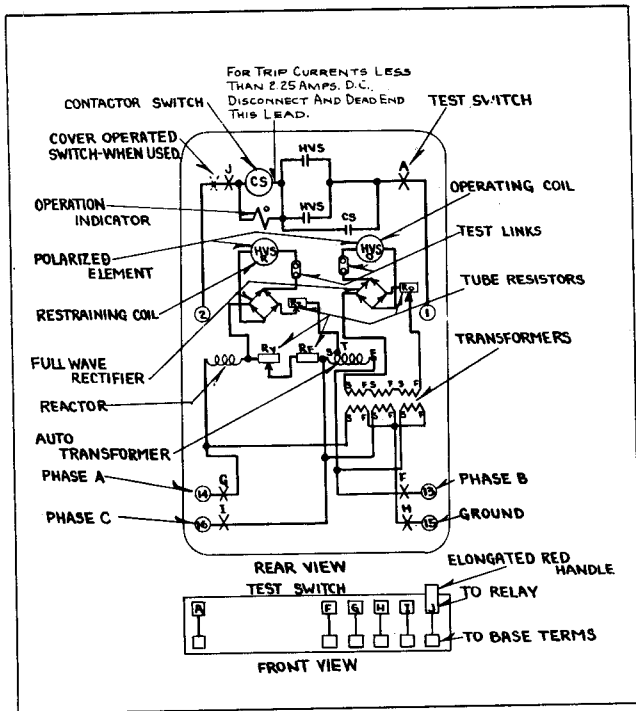 FOR TRIP CURRENTS LESS
THAN 2.25 AMPS. D.C.,
DISCONNECT AND DEAD END
THIS LEAD.
CONTACTOR SWITCH
TEST SWITCH
COVER OPERATED
SWITCH-WHEN USED
J
CS
HVS
A
OPERATION
INDICATOR
HVS
CS
OPERATING COIL
TEST LINKS
POLARIZED
ELEMENT
HVS
R
HVS
O
TUBE RESISTORS
RESTRAINING COIL
2
1
RO
TRANSFORMERS
FULL WAVE
RECTIFIER
RV
RF
S
T
E
S F S F S F
REACTOR
S F S F S F
AUTO
TRANSFORMER
PHASE A
14
G
F
13
PHASE B
PHASE C
16
I
H
15
GROUND
REAR VIEW
ELONGATED RED
HANDLE
TEST SWITCH
TO RELAY
A
F
G
H
I
J
TO BASE TERMS
FRONT VIEW